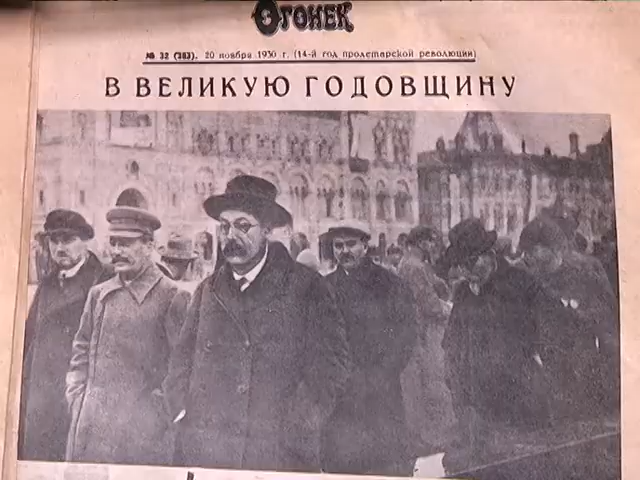 Огонек
№ 32 (383). 20 ноября 1930 г. (14-й год пролетарской революции)
В ВЕЛИКУЮ ГОДОВЩИНУ